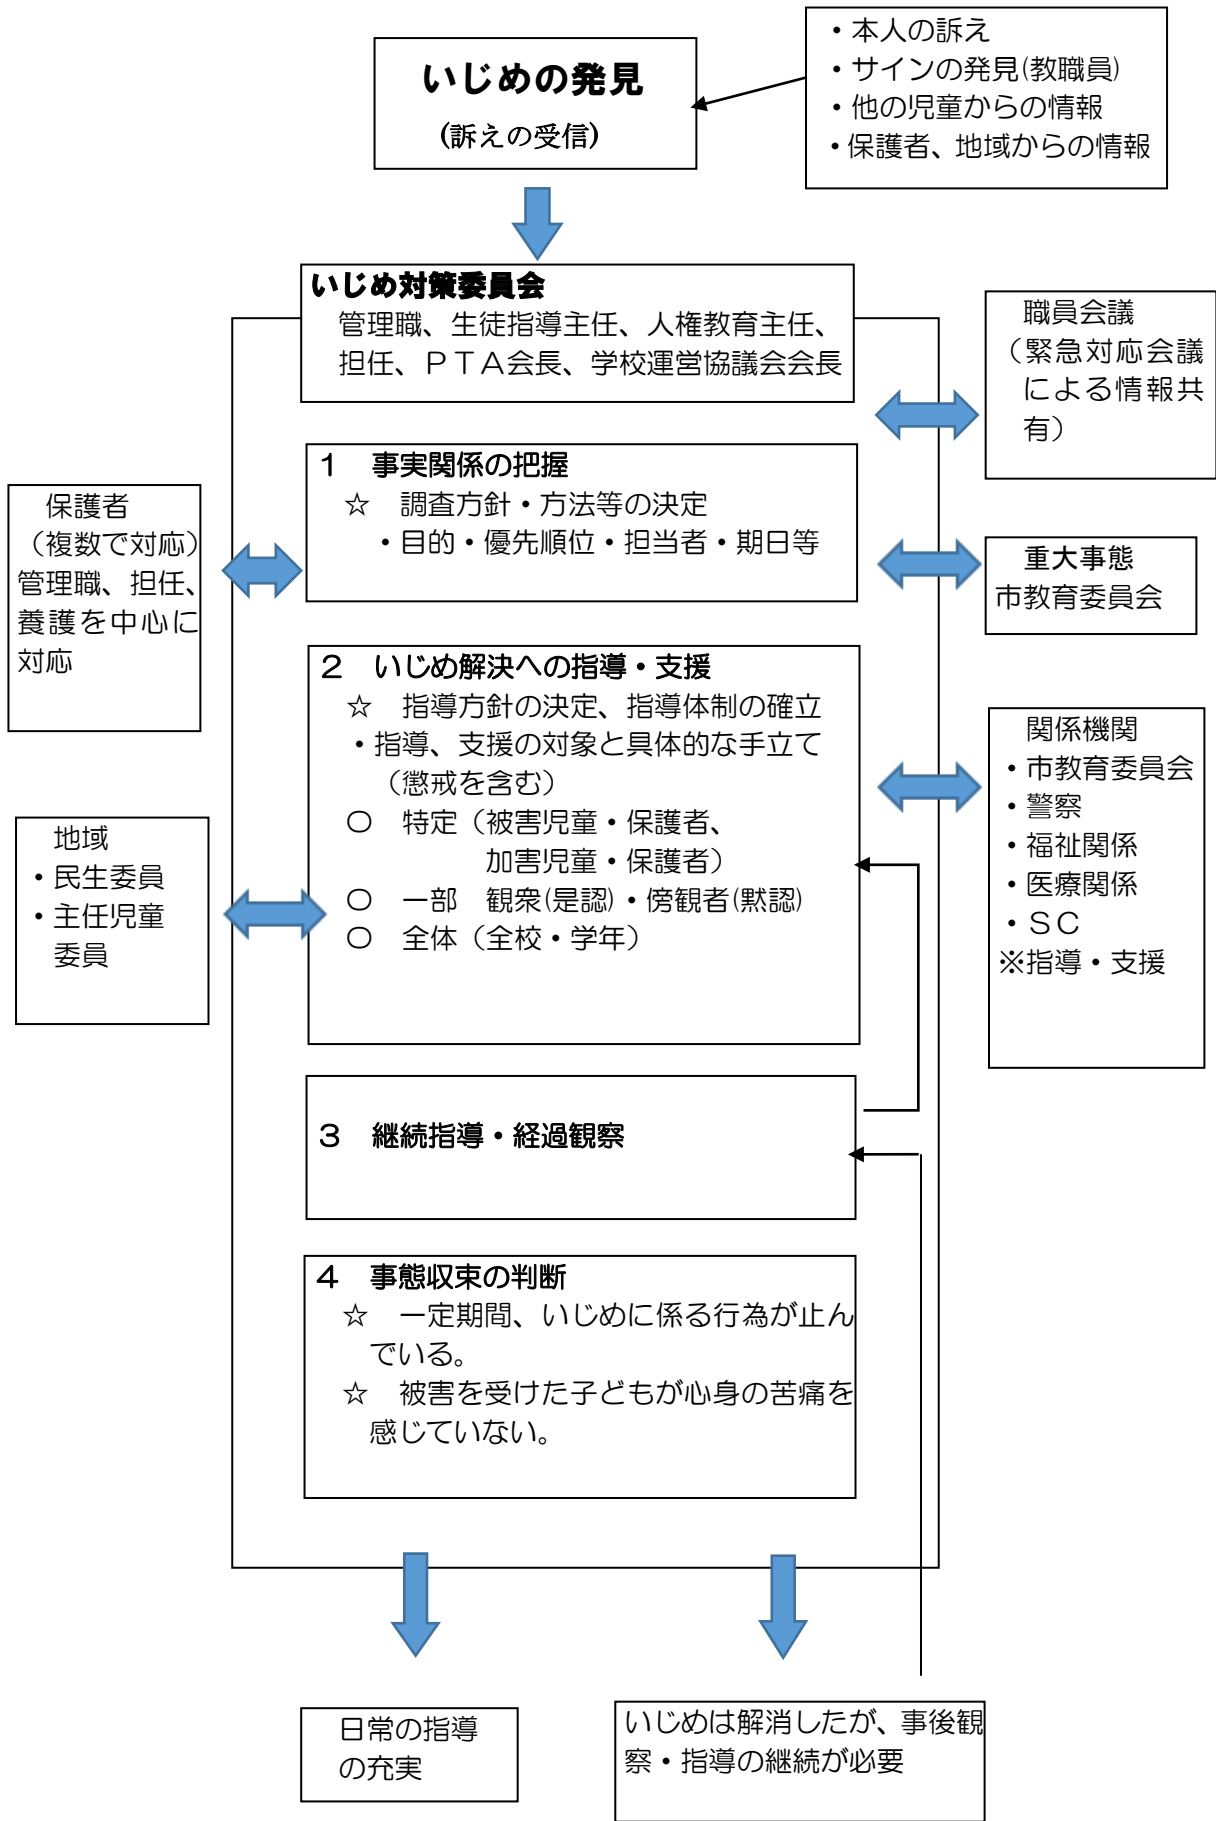 いじめの発見
(訴えの受信)
・本人の訴え
・サインの発見(教職員)
・他の児童からの情報
・保護者、地域からの情報
いじめ対策委員会
管理職、生徒指導主任、人権教育主任、
担任、ＰＴＡ会長、学校運営協議会会長
職員会議
（緊急対応会議
による情報共
有）
１　事実関係の把握
☆　調査方針・方法等の決定
・目的・優先順位・担当者・期日等
保護者
（複数で対応）
管理職、担任、
養護を中心に
対応
重大事態
市教育委員会
２　いじめ解決への指導・支援
☆　指導方針の決定、指導体制の確立
・指導、支援の対象と具体的な手立て
（懲戒を含む）
○　特定（被害児童・保護者、
加害児童・保護者）
○　一部　観衆(是認)・傍観者(黙認)
○　全体（全校・学年）
関係機関
・市教育委員会
・警察
・福祉関係
・医療関係
・ＳＣ
※指導・支援
地域
・民生委員
・主任児童
委員
３　継続指導・経過観察
４　事態収束の判断
☆　一定期間、いじめに係る行為が止ん
でいる。
☆　被害を受けた子どもが心身の苦痛を
感じていない。
日常の指導
の充実
いじめは解消したが、事後観
察・指導の継続が必要